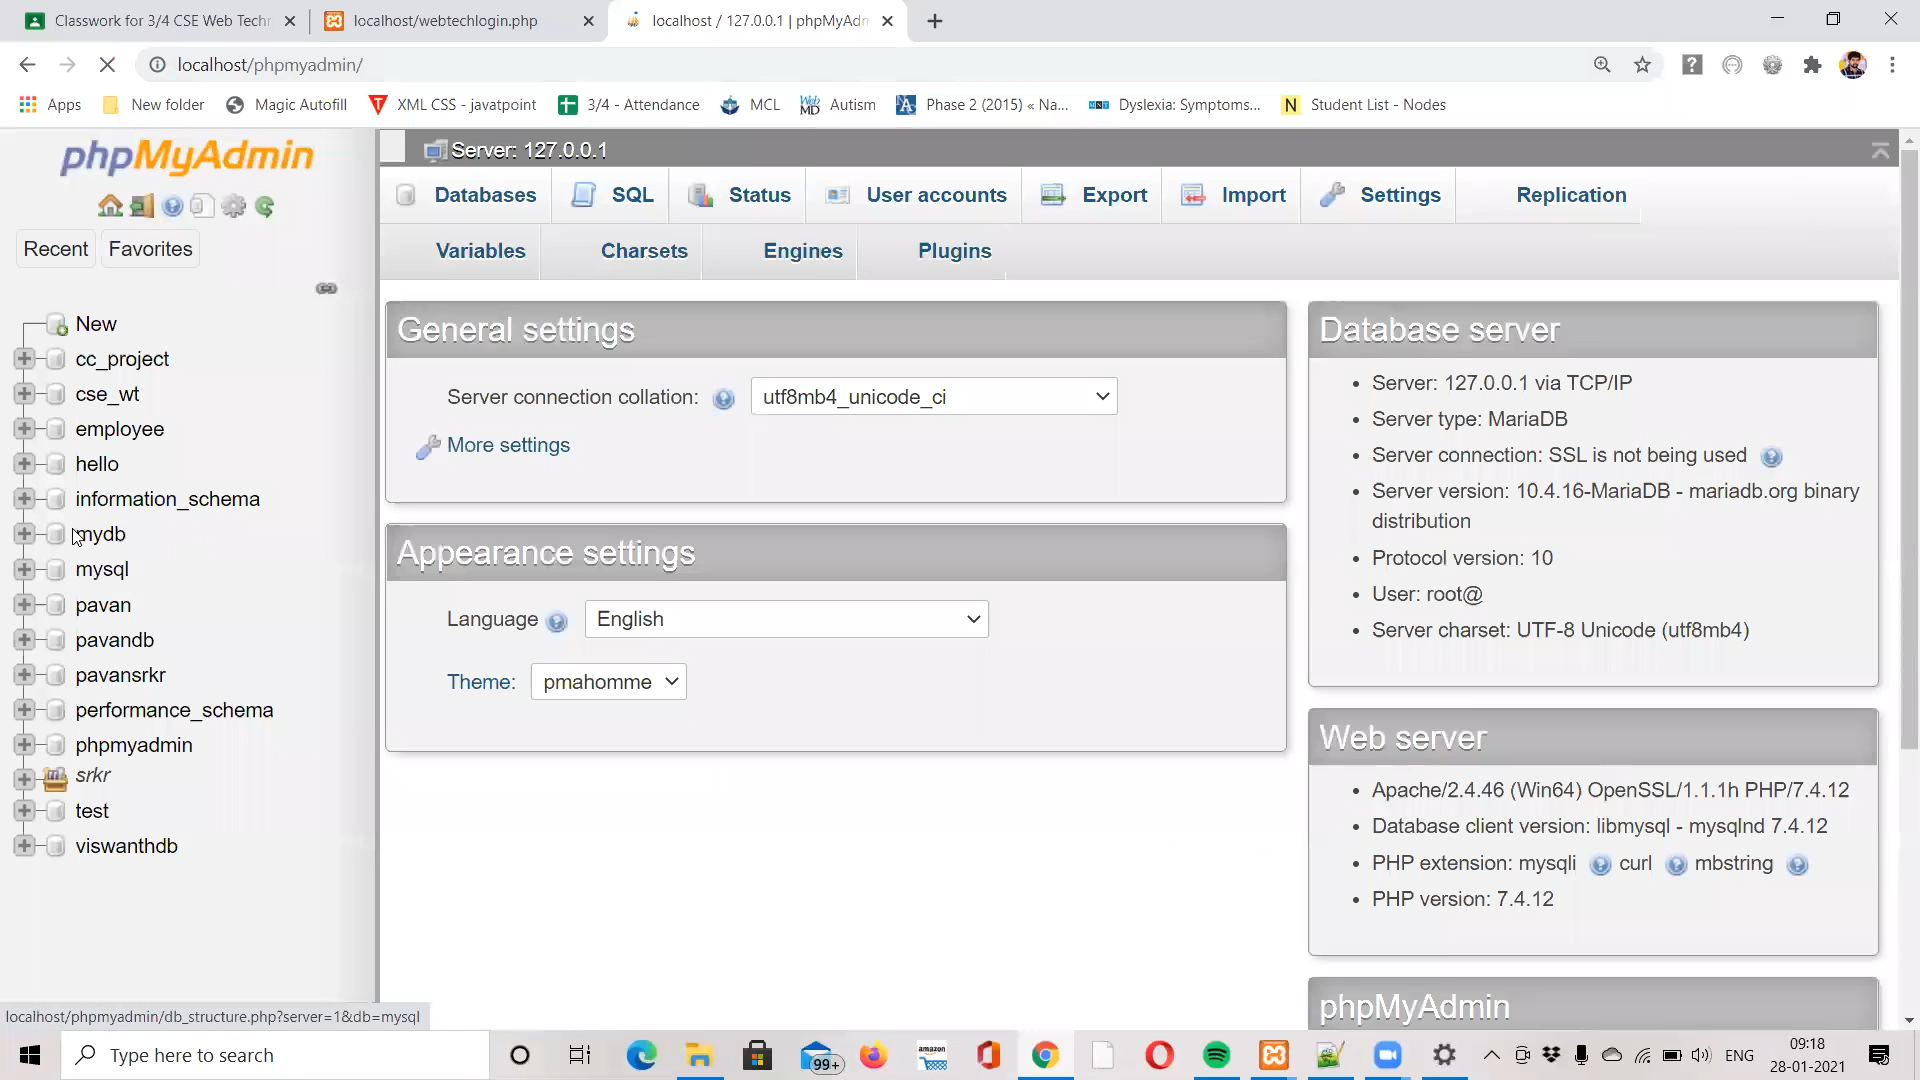 Classwork for 3/4 CSE Web Techn
localhost/webtechlogin.php
localhost / 127.0.0.1 | phpMyAdn
localhost/phpmyadmin/
Apps
New folder
Magic Autofill
XML CSS - javatpoint
3/4 - Attendance
MCL
Autism
Phase 2 (2015) « Na...
Dyslexia: Symptoms...
Student List - Nodes
phpMyAdmin
Recent Favorites
New
cc_project
cse_wt
employee
hello
information_schema
mydb
mysql
pavan
pavandb
pavansrkr
performance_schema
phpmyadmin
srkr
test
viswanthdb
Server: 127.0.0.1
Databases SQL Status User accounts Export Import Settings Replication
Variables Charsets Engines Plugins
General settings
Server connection collation: utf8mb4_unicode_ci
More settings
Appearance settings
Language English
Theme: pmahomme
Database server
• Server: 127.0.0.1 via TCP/IP
• Server type: MariaDB
• Server connection: SSL is not being used
• Server version: 10.4.16-MariaDB - mariadb.org binary
distribution
• Protocol version: 10
• User: root@
• Server charset: UTF-8 Unicode (utf8mb4)
Web server
• Apache/2.4.46 (Win64) OpenSSL/1.1.1h PHP/7.4.12
• Database client version: libmysql - mysqlnd 7.4.12
• PHP extension: mysqli curl mbstring
• PHP version: 7.4.12
phpMyAdmin
localhost/phpmyadmin/db_structure.php?server=1&db=mysql
Type here to search
99+
amazon
ENG
09:18
28-01-2021